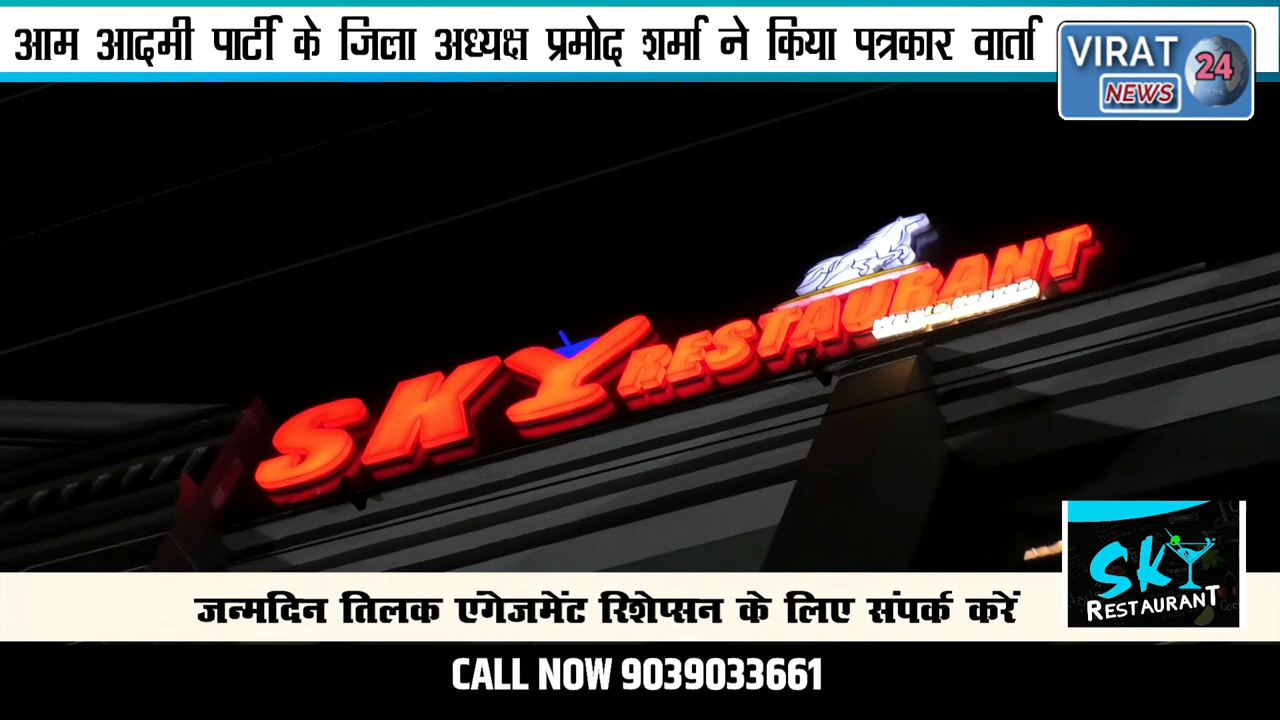 आम आदमी पार्टी के जिला अध्यक्ष प्रमोद शर्मा ने किया पत्रकार वार्ता
VIRAT
24
NEWS
SKY RESTAURANT
SKY
RESTAURANT
जन्मदिन तिलक एंगेजमेंट रिशेप्सन के लिए संपर्क करें
CALL NOW 9039033661